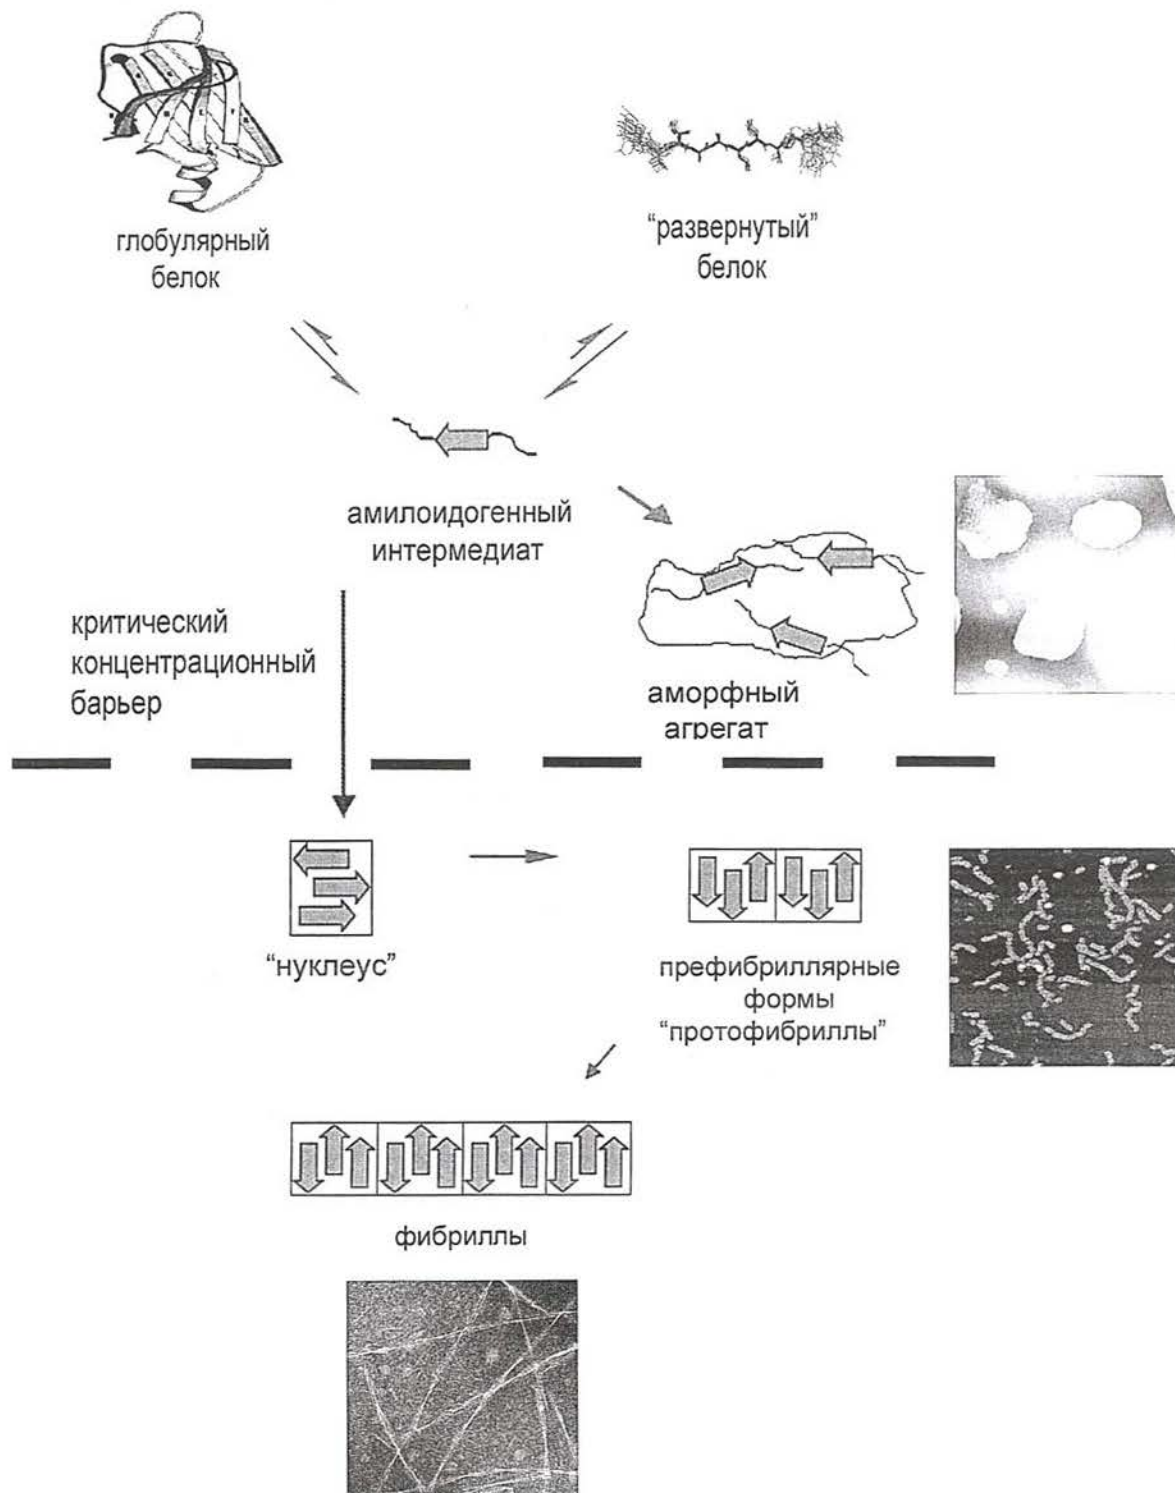 глобулярный
белок
“развернутый”
белок
амилоидогенный
интермедиат
критический
концентрационный
барьер
аморфный
агрегат
“нуклеус”
префибриллярные
формы
“протофибриллы”
фибриллы